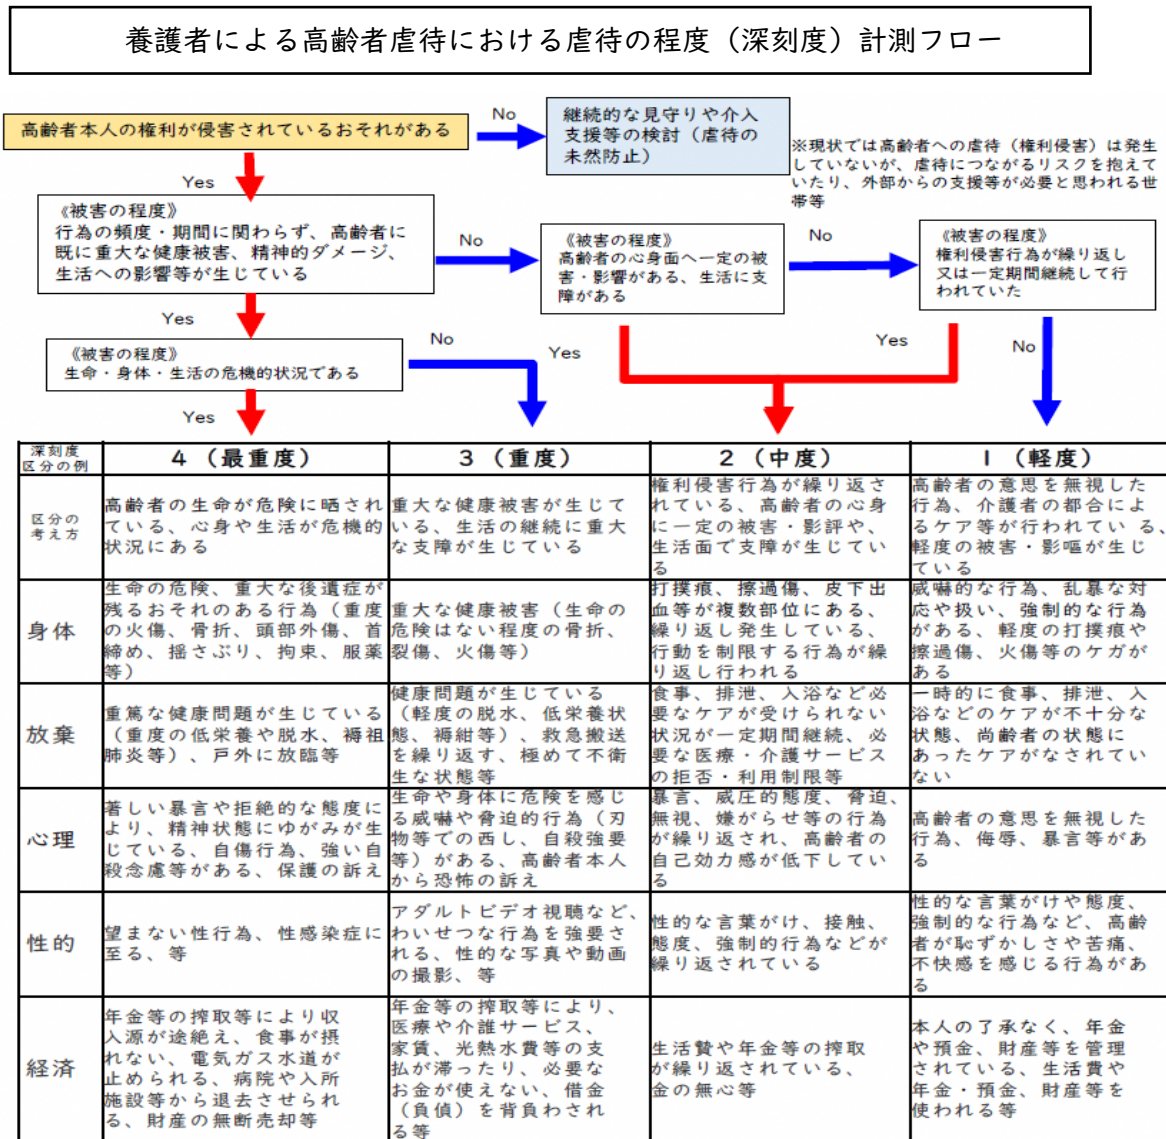 養護者による高齢者虐待における虐待の程度（深刻度）計測フロー
高齢者本人の権利が侵害されているおそれがある
No
継続的な見守りや介入
支援等の検討（虐待の
未然防止）
※現状では高齢者への虐待（権利侵害）は発生
していないが、虐待につながるリスクを抱えて
いたり、外部からの支援等が必要と思われる世
帯等
Yes
《被害の程度》
行為の頻度・期間に関わらず、高齢者に
既に重大な健康被害、精神的ダメージ、
生活への影響等が生じている
No
《被害の程度》
高齢者の心身面へ一定の被
害・影響がある、生活に支
障がある
No
《被害の程度》
権利侵害行為が繰り返し
又は一定期間継続して行
われていた
Yes
《被害の程度》
生命・身体・生活の危機的状況である
No
Yes
Yes
No
Yes
深刻度
区分の例
4（最重度）
3（重度）
2（中度）
1（軽度）
区分の
考え方
高齢者の生命が危険に晒され
ている、心身や生活が危機的
状況にある
重大な健康被害が生じて
いる、生活の継続に重大
な支障が生じている
権利侵害行為が繰り返さ
れている、高齢者の心身
に一定の被害・影評や、
生活面で支障が生じてい
る
高齢者の意思を無視した
行為、介護者の都合によ
るケア等が行われてい る、
軽度の被害・影嘔が生じ
ている
身体
生命の危険、重大な後遺症が
残るおそれのある行為（重度
の火傷、骨折、頭部外傷、首
締め、揺さぶり、拘束、服薬
等）
重大な健康被害（生命の
危険はない程度の骨折、
裂傷、火傷等）
打撲痕、擦過傷、皮下出
血等が複数部位にある、
繰り返し発生している、
行動を制限する行為が繰
り返し行われる
威嚇的な行為、乱暴な対
応や扱い、強制的な行為
がある、軽度の打撲痕や
擦過傷、火傷等のケガが
ある
放棄
重篤な健康問題が生じている
（重度の低栄養や脱水、褥祖
肺炎等）、戸外に放臨等
健康問題が生じている
（軽度の脱水、低栄養状
態、褥紺等）、救急搬送
を繰り返す、極めて不衛
生な状態等
食事、排泄、入浴など必
要なケアが受けられない
状況が一定期間継続、必
要な医療・介護サービス
の拒否・利用制限等
一時的に食事、排泄、入
浴などのケアが不十分な
状態、尚齢者の状態に
あったケアがなされてい
ない
心理
著しい暴言や拒絶的な態度に
より、精神状態にゆがみが生
じている、自傷行為、強い自
殺念慮等がある、保護の訴え
生命や身体に危険を感じ
る威嚇や脅迫的行為（刃
物等での西し、自殺強要
等）がある、高齢者本人
から恐怖の訴え
暴言、威圧的態度、脅迫、
無視、嫌がらせ等の行為
が繰り返され、高齢者の
自己効力感が低下してい
る
高齢者の意思を無視した
行為、侮辱、暴言等があ
る
性的
望まない性行為、性感染症に
至る、等
アダルトビデオ視聴など、
わいせつな行為を強要さ
れる、性的な写真や動画
の撮影、等
性的な言葉がけ、接触、
態度、強制的行為などが
繰り返されている
性的な言葉がけや態度、
強制的な行為など、高齢
者が恥ずかしさや苦痛、
不快感を感じる行為があ
る
経済
年金等の搾取等により収
入源が途絶え、食事が摂
れない、電気ガス水道が
止められる、病院や入所
施設等から退去させられ
る、財産の無断売却等
年金等の搾取等により、
医療や介誰サービス、
家賃、光熱水費等の支
払が滞ったり、必要な
お金が使えない、借金
（負債）を背負わされ
る等
生活贅や年金等の搾取
が繰り返されている、
金の無心等
本人の了承なく、年金
や預金、財産等を管理
されている、生活費や
年金・預金、財産等を
使われる等